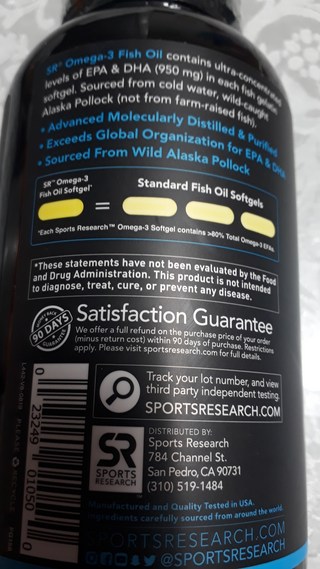 SR® Omega-3 Fish Oil contains ultra-concentrated
levels of EPA & DHA (950 mg) in each fish gelatin
softgel. Sourced from cold water, wild-caught
Alaska Pollock (not from farm-raised fish).
• Advanced Molecularly Distilled & Purified
• Exceeds Global Organization for EPA & DHA
• Sourced From Wild Alaska Pollock
SR™ Omega-3
Fish Oil Softgel*
Standard Fish Oil Softgels
=
*Each Sports Research™ Omega-3 Softgel contains >80% Total Omega-3 EFAs
*These statements have not been evaluated by the Food
and Drug Administration. This product is not intended
to diagnose, treat, cure, or prevent any disease.
90 DAYS
GUARANTEE
Satisfaction Guarantee
We offer a full refund on the purchase price of your order
(minus return cost) within 90 days of purchase. Restrictions
apply. Please visit sportsresearch.com for full details.
Track your lot number, and view
third party independent testing.
SPORTSRESEARCH.COM
0 23249 01050 0
SR
SPORTS
RESEARCH
DISTRIBUTED BY:
Sports Research
784 Channel St.
San Pedro, CA 90731
(310) 519-1484
Manufactured and Quality Tested in USA.
Ingredients carefully sourced from around the world.
SPORTSRESEARCH.COM
@SPORTSRESEARCH